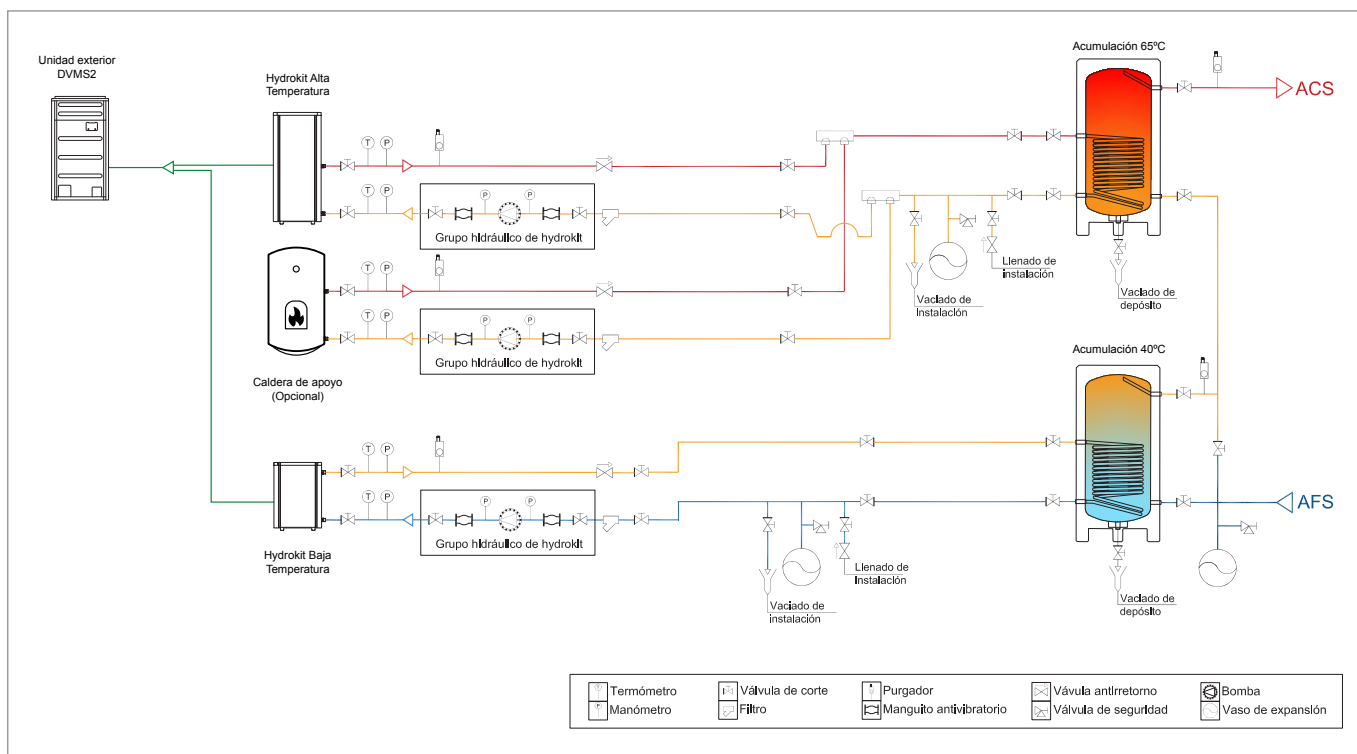 Unidad exterior
DVMS2
Hydrokit Alta
Temperatura
Acumulación 65ºC
ACS
T
P
T
P
P
P
Grupo hidráulico de hydrokit
Llenado de
instalación
Vaciado de
Instalación
Vaciado de
depósito
T
P
T
P
P
P
Grupo hidráulico de hydrokit
Caldera de apoyo
(Opcional)
Acumulación 40ºC
T
P
T
P
P
P
Grupo hidráulico de hydrokit
AFS
Hydrokit Baja
Temperatura
Llenado de
Instalación
Vaciado de
instalación
Vaciado de
depósito
T
Termómetro
Válvula de corte
Purgador
Vávula antirretorno
Bomba
P
Manómetro
Filtro
Manguito antivibratorio
Válvula de seguridad
Vaso de expansión